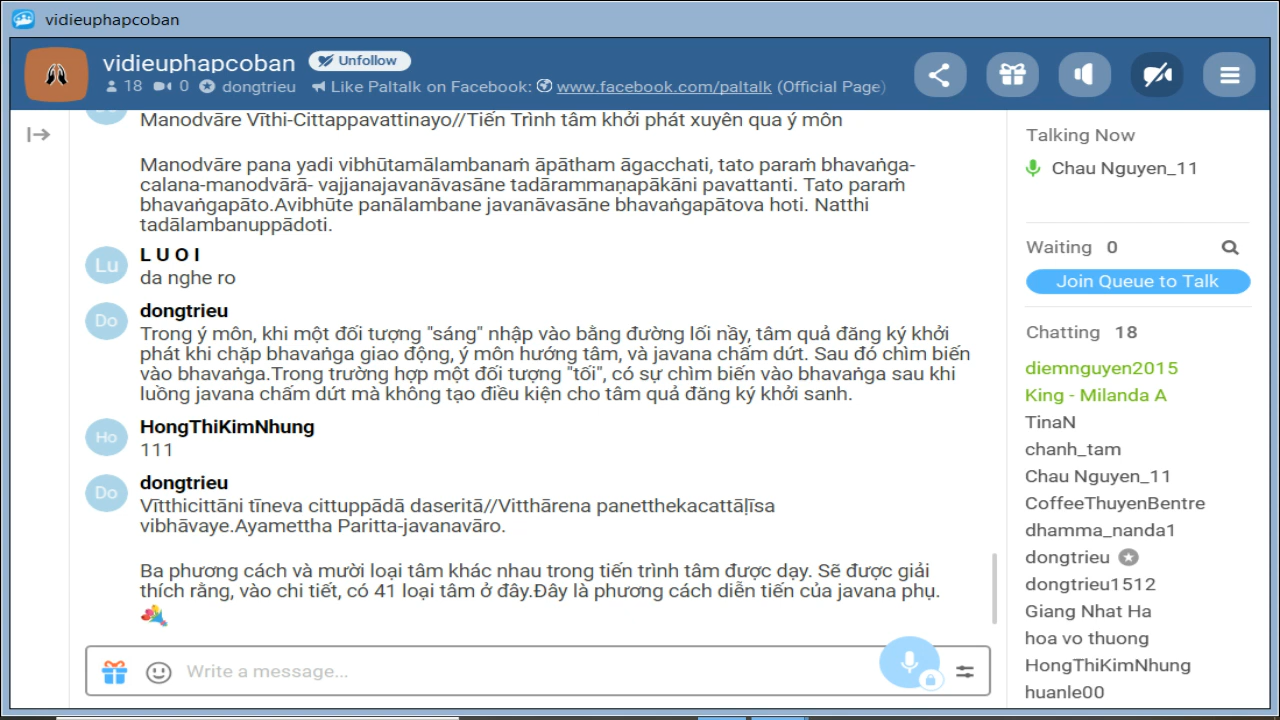 vidieuphapcoban
vidieuphapcoban Unfollow
18 0 dongtrieu Like Paltalk on Facebook: www.facebook.com/paltalk (Official Page)
Manodvāre Vīthi-Cittappavattinayo//Tiến Trình tâm khởi phát xuyên qua ý môn
Manodvāre pana yadi vibhūtamālambanaṁ āpātham āgacchati, tato paraṁ bhavaṅga-
calana-manodvārā- vajjanajavanāvasāne tadārammaṇapākāni pavattanti. Tato paraṁ
bhavaṅgapāto.Avibhūte panālambane javanāvasāne bhavaṅgapātova hoti. Natthi
tadālambanuppādoti.
Lu
L U O I
da nghe ro
Do
dongtrieu
Trong ý môn, khi một đối tượng "sáng" nhập vào bằng đường lối nầy, tâm quả đăng ký khởi
phát khi chặp bhavaṅga giao động, ý môn hướng tâm, và javana chấm dứt. Sau đó chìm biến
vào bhavaṅga.Trong trường hợp một đối tượng "tối", có sự chìm biến vào bhavaṅga sau khi
luồng javana chấm dứt mà không tạo điều kiện cho tâm quả đăng ký khởi sanh.
Ho
HongThiKimNhung
111
Do
dongtrieu
Vītthicittāni tīneva cittuppādā daseritā//Vitthārena panetthekacattāḷīsa
vibhāvaye.Ayamettha Paritta-javanavāro.
Ba phương cách và mười loại tâm khác nhau trong tiến trình tâm được dạy. Sẽ được giải
thích rằng, vào chi tiết, có 41 loại tâm ở đây.Đây là phương cách diễn tiến của javana phụ.
Write a message...
Talking Now
Chau Nguyen_11
Waiting 0
Join Queue to Talk
Chatting 18
diemnguyen2015
King - Milanda A
TinaN
chanh_tam
Chau Nguyen_11
CoffeeThuyenBentre
dhamma_nanda1
dongtrieu
dongtrieu1512
Giang Nhat Ha
hoa vo thuong
HongThiKimNhung
huanle00